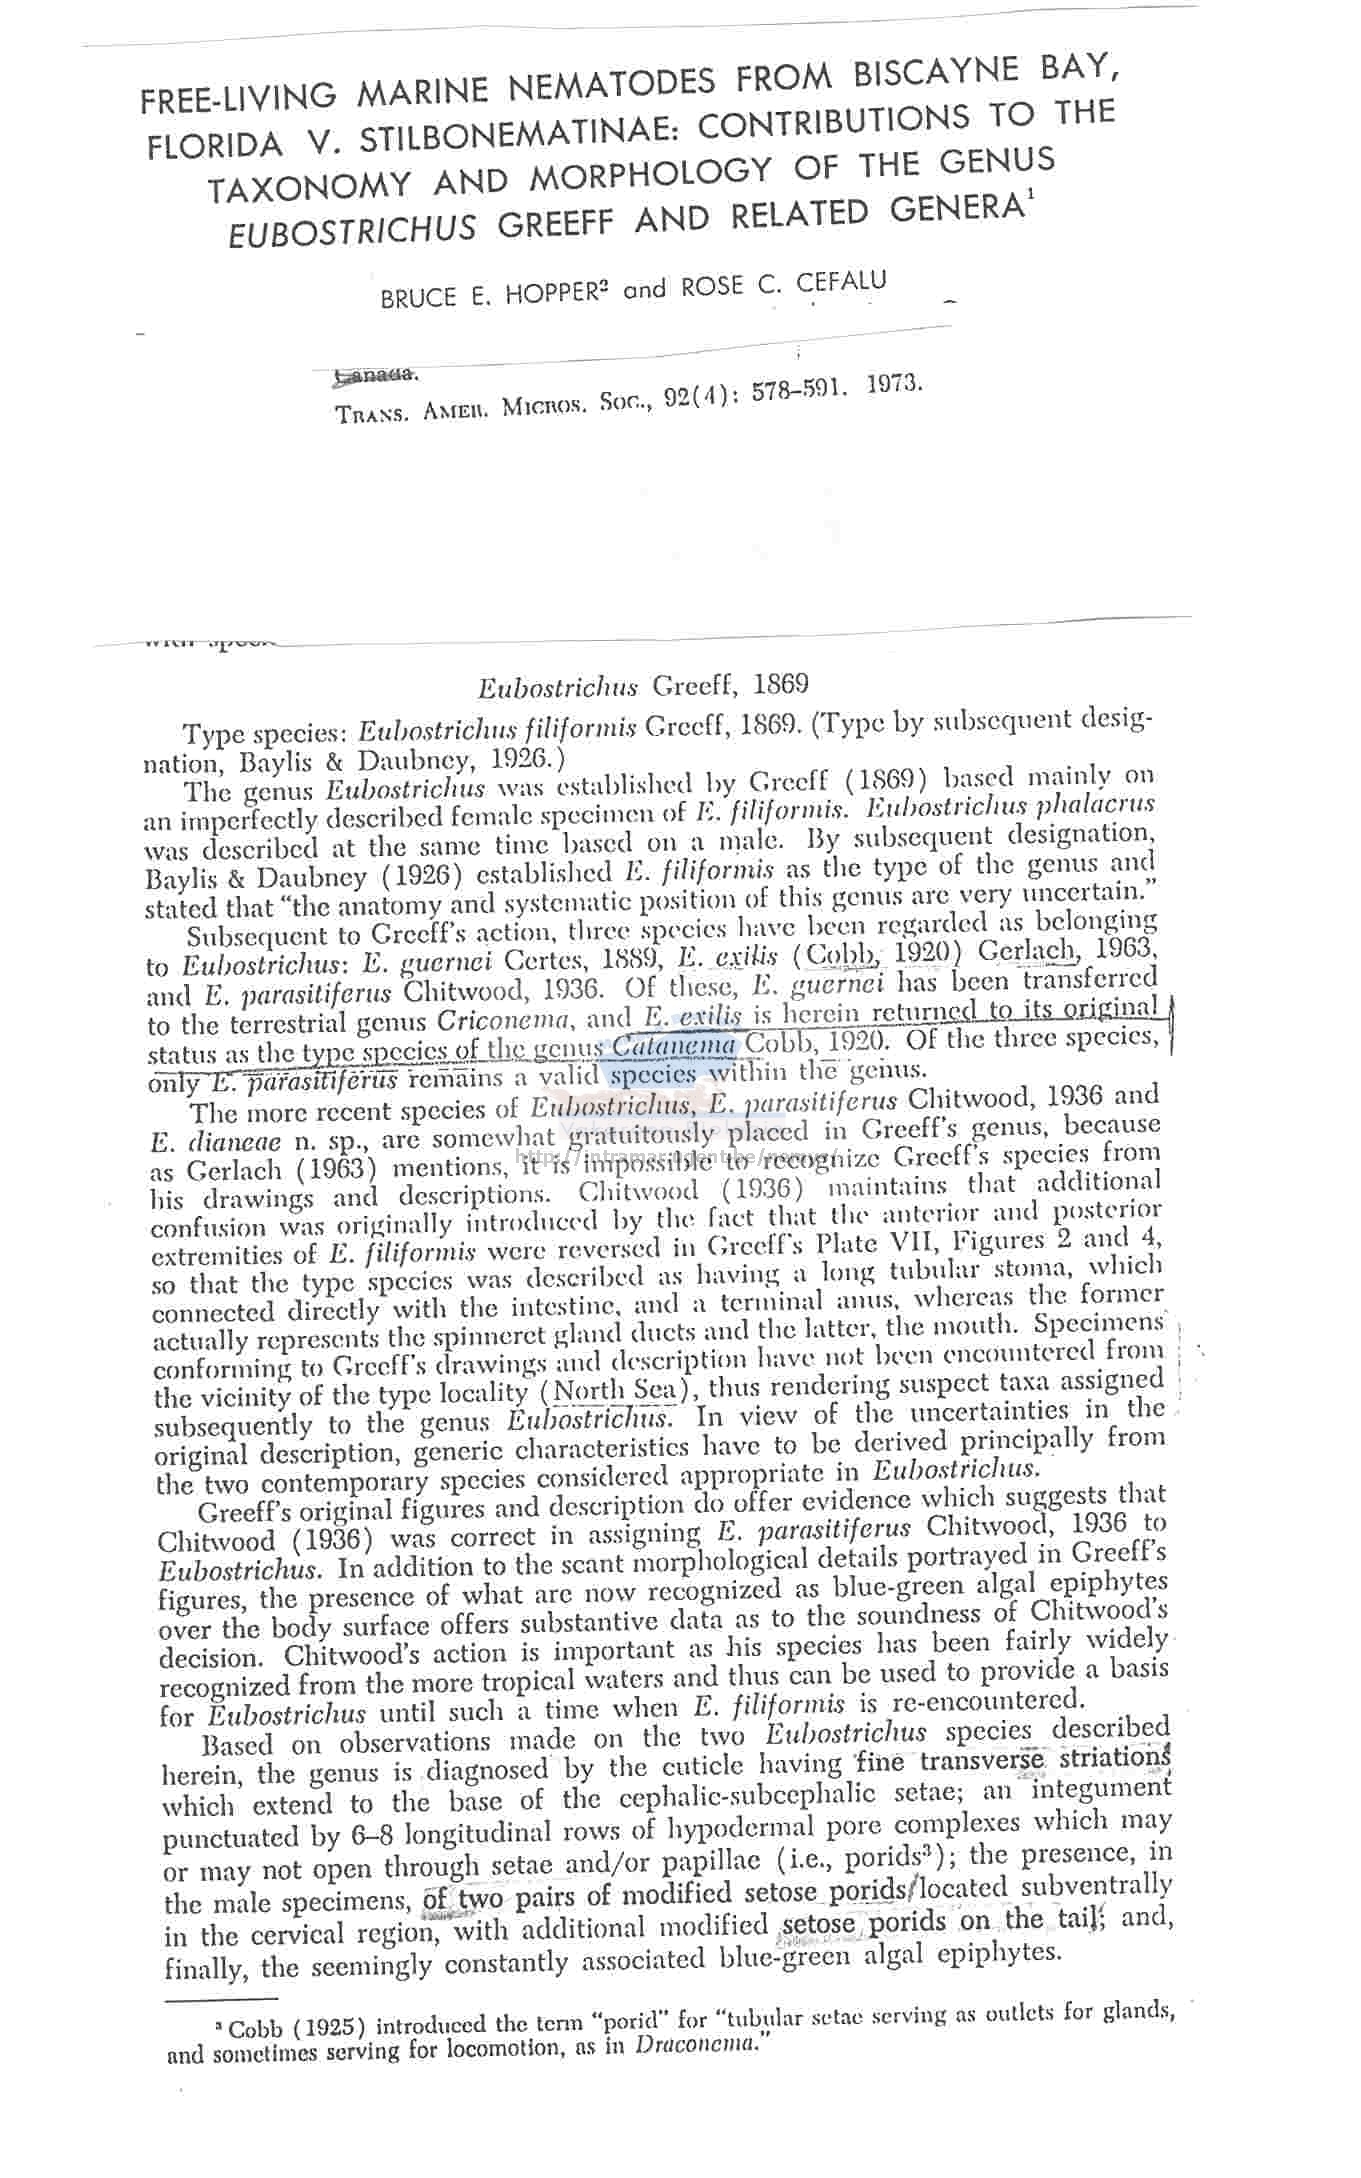 FREE-LIVING MARINE NEMATODES FROM BISCAYNE BAY,
FLORIDA V. STILBONEMATINAE: CONTRIBUTIONS TO THE
TAXONOMY AND MORPHOLOGY OF THE GENUS
EUBOSTRICHUS GREEFF AND RELATED GENERA¹
BRUCE E. HOPPER² and ROSE C. CEFALU
Canada.
TRANS. AMER. MICROS. SOC., 92(4): 578–591. 1973.
Eubostrichus Greeff, 1869
Type species: Eubostrichus filiformis Greeff, 1869. (Type by subsequent desig-
nation, Baylis & Daubney, 1926.)
The genus Eubostrichus was established by Greeff (1869) based mainly on
an imperfectly described female specimen of E. filiformis. Eubostrichus phalacrus
was described at the same time based on a male. By subsequent designation,
Baylis & Daubney (1926) established E. filiformis as the type of the genus and
stated that “the anatomy and systematic position of this genus are very uncertain.”
Subsequent to Greeff’s action, three species have been regarded as belonging
to Eubostrichus: E. guernei Certes, 1889, E. exilis (Cobb, 1920) Gerlach, 1963,
and E. parasitiferus Chitwood, 1936. Of these, E. guernei has been transferred
to the terrestrial genus Criconema, and E. exilis is herein returned to its original
status as the type species of the genus Catanema Cobb, 1920. Of the three species,
only E. parasitiferus remains a valid species within the genus.
The more recent species of Eubostrichus, E. parasitiferus Chitwood, 1936 and
E. dianeae n. sp., are somewhat gratuitously placed in Greeff’s genus, because
as Gerlach (1963) mentions, it is impossible to recognize Greeff’s species from
http://intramar.ugent.be/nemys/
his drawings and descriptions. Chitwood (1936) maintains that additional
confusion was originally introduced by the fact that the anterior and posterior
extremities of E. filiformis were reversed in Greeff’s Plate VII, Figures 2 and 4,
so that the type species was described as having a long tubular stoma, which
connected directly with the intestine, and a terminal anus, whereas the former
actually represents the spinneret gland ducts and the latter, the mouth. Specimens
conforming to Greeff’s drawings and description have not been encountered from
the vicinity of the type locality (North Sea), thus rendering suspect taxa assigned
subsequently to the genus Eubostrichus. In view of the uncertainties in the
original description, generic characteristics have to be derived principally from
the two contemporary species considered appropriate in Eubostrichus.
Greeff’s original figures and description do offer evidence which suggests that
Chitwood (1936) was correct in assigning E. parasitiferus Chitwood, 1936 to
Eubostrichus. In addition to the scant morphological details portrayed in Greeff’s
figures, the presence of what are now recognized as blue-green algal epiphytes
over the body surface offers substantive data as to the soundness of Chitwood’s
decision. Chitwood’s action is important as his species has been fairly widely
recognized from the more tropical waters and thus can be used to provide a basis
for Eubostrichus until such a time when E. filiformis is re-encountered.
Based on observations made on the two Eubostrichus species described
herein, the genus is diagnosed by the cuticle having fine transverse striations
which extend to the base of the cephalic-subcephalic setae; an integument
punctuated by 6–8 longitudinal rows of hypodermal pore complexes which may
or may not open through setae and/or papillae (i.e., porids³); the presence, in
the male specimens, of two pairs of modified setose porids located subventrally
in the cervical region, with additional modified setose porids on the tail; and,
finally, the seemingly constantly associated blue-green algal epiphytes.
³ Cobb (1925) introduced the term “porid” for “tubular setae serving as outlets for glands,
and sometimes serving for locomotion, as in Draconema.”